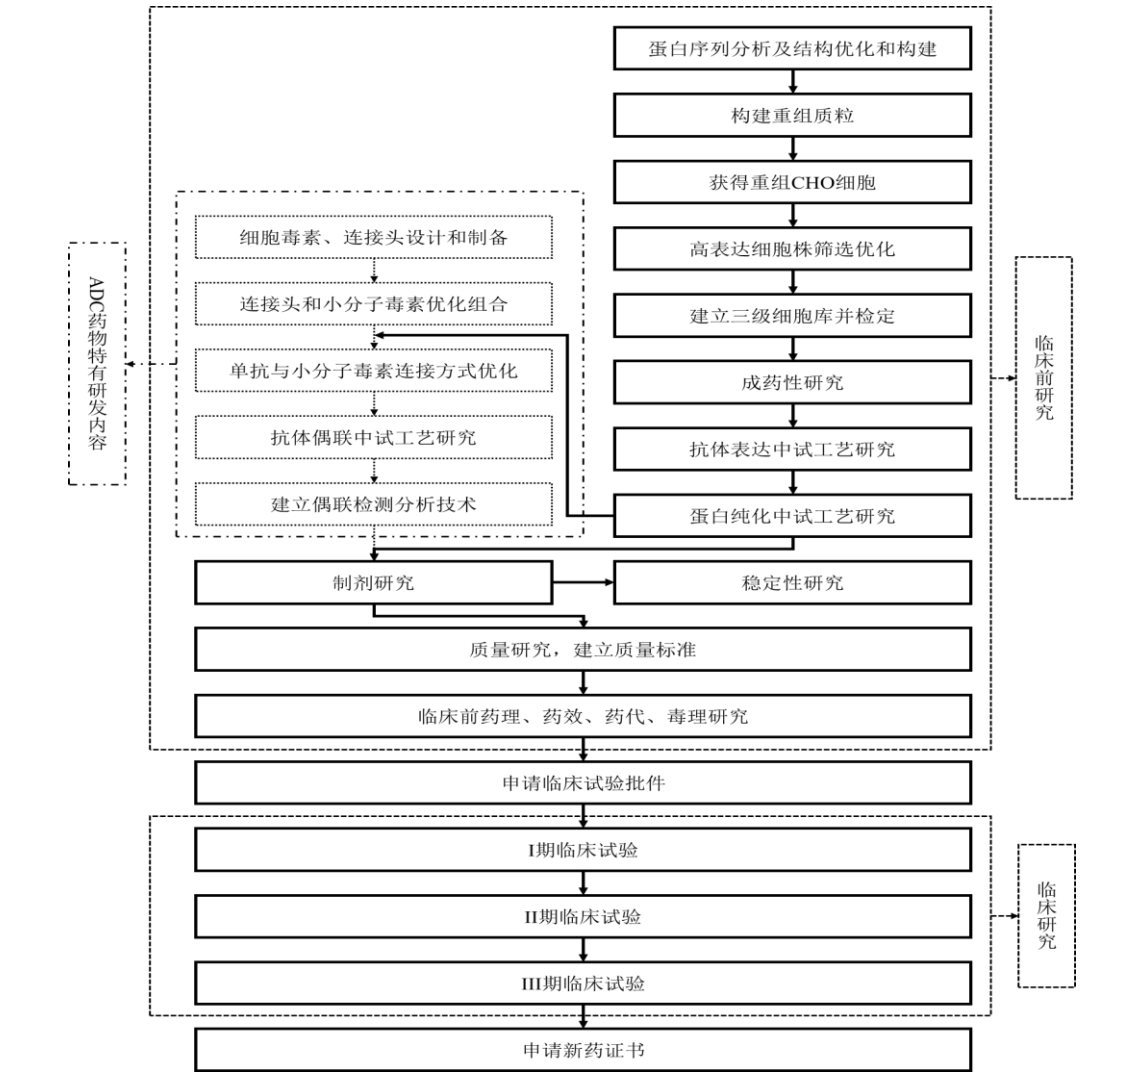 蛋白序列分析及结构优化和构建
构建重组质粒
获得重组CHO细胞
高表达细胞株筛选优化
建立三级细胞库并检定
成药性研究
抗体表达中试工艺研究
蛋白纯化中试工艺研究
细胞毒素、连接头设计和制备
连接头和小分子毒素优化组合
单抗与小分子毒素连接方式优化
抗体偶联中试工艺研究
建立偶联检测分析技术
ADC药物特有研发内容
临床前研究
制剂研究
稳定性研究
质量研究，建立质量标准
临床前药理、药效、药代、毒理研究
申请临床试验批件
I期临床试验
II期临床试验
III期临床试验
临床研究
申请新药证书